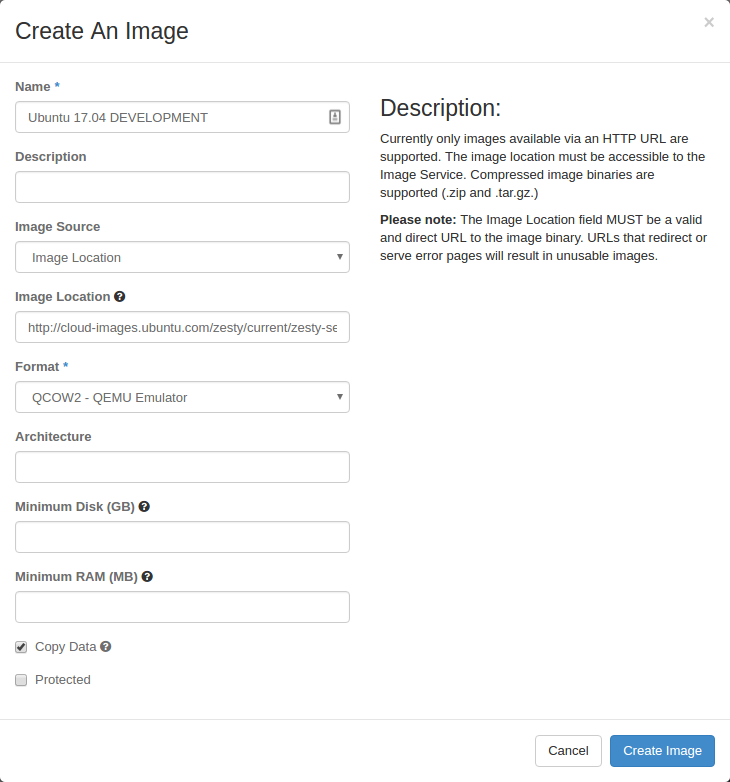 Create An Image
×
Name *
Ubuntu 17.04 DEVELOPMENT
Description
Image Source
Image Location
Image Location
http://cloud-images.ubuntu.com/zesty/current/zesty-se
Format *
QCOW2 - QEMU Emulator
Architecture
Minimum Disk (GB)
Minimum RAM (MB)
Copy Data
Protected
Description:
Currently only images available via an HTTP URL are
supported. The image location must be accessible to the
Image Service. Compressed image binaries are
supported (.zip and .tar.gz.)
Please note: The Image Location field MUST be a valid
and direct URL to the image binary. URLs that redirect or
serve error pages will result in unusable images.
Cancel
Create Image